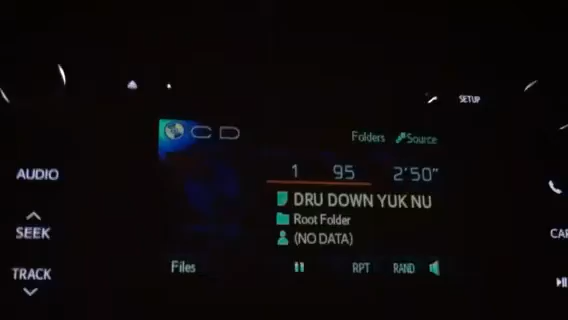 SETUP
CD
Folders Source
AUDIO
1 95 2'50"
DRU DOWN YUK NU
SEEK
Root Folder
(NO DATA)
TRACK
Files RPT RAND